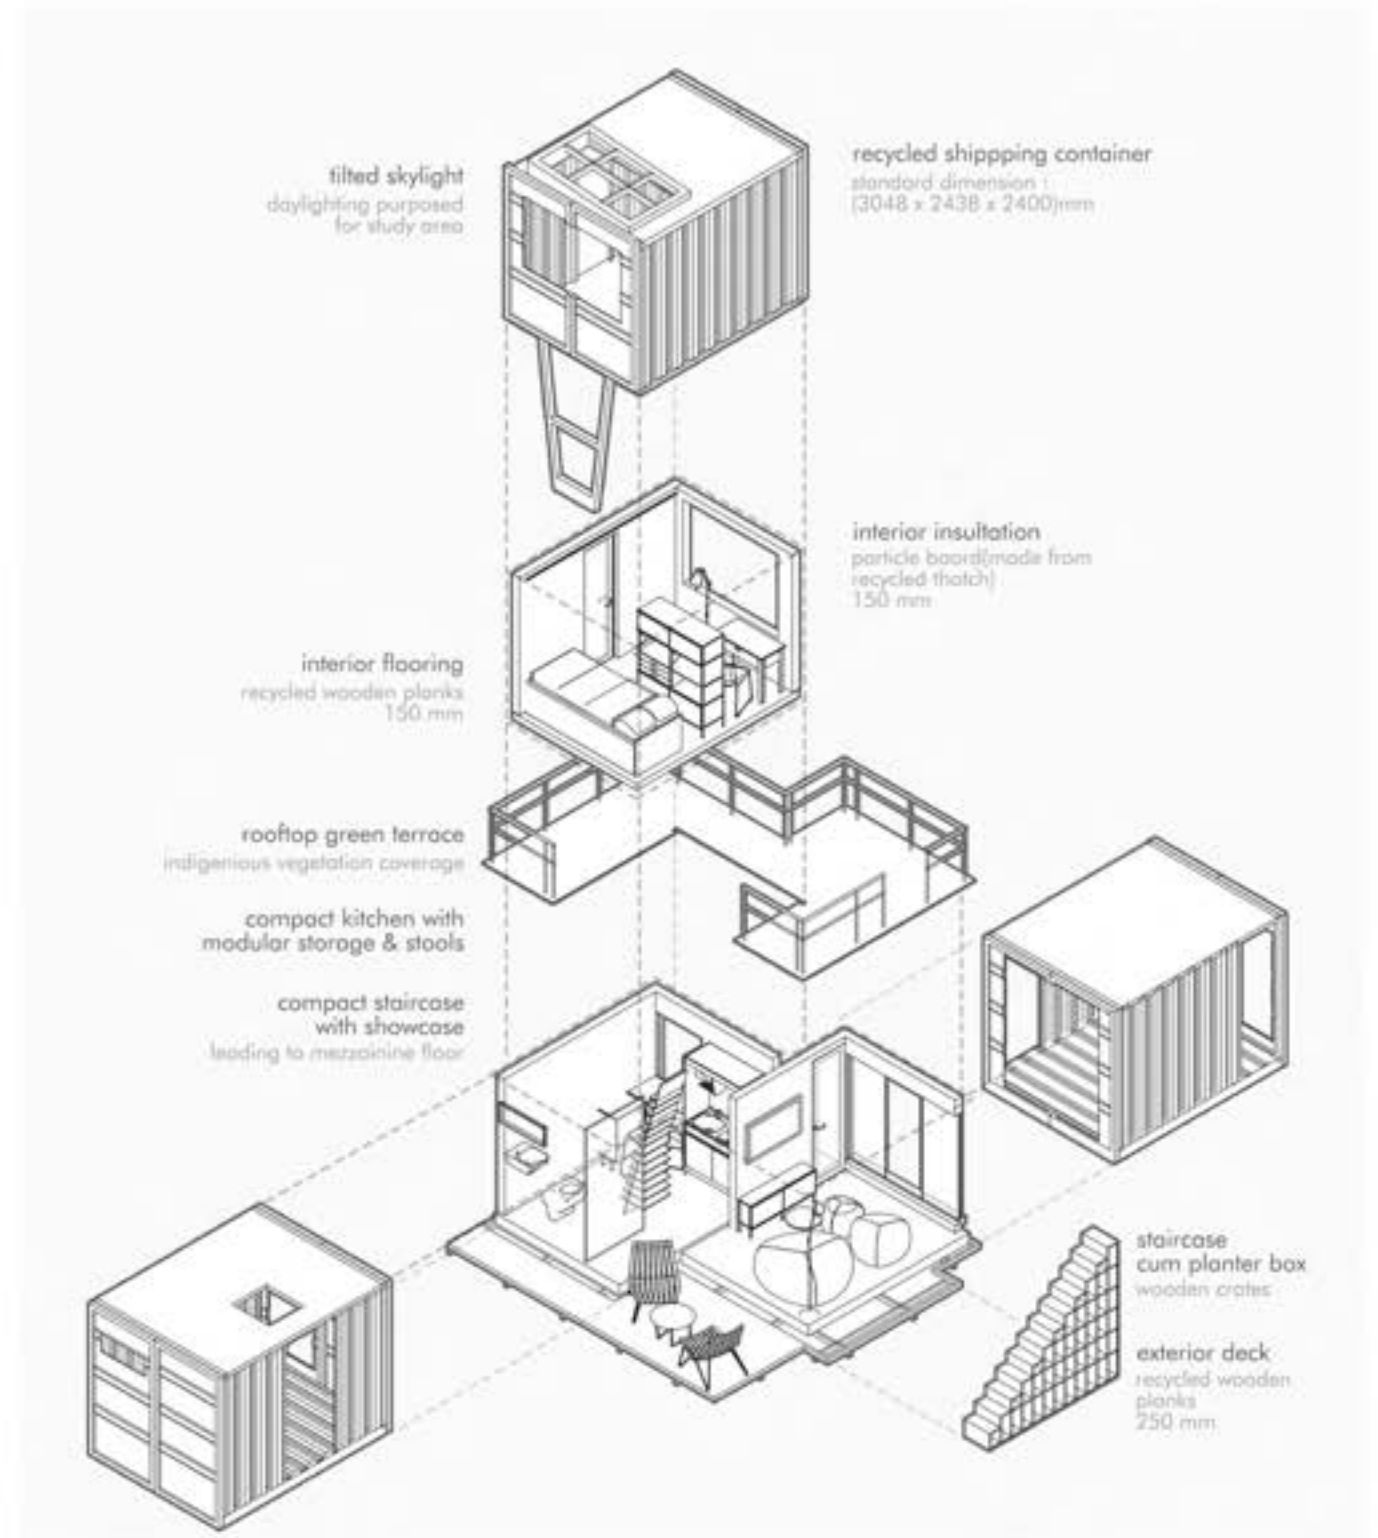 tilted skylight
daylighting purposed
for study area
recycled shippping container
standard dimension :
(3048 x 2438 x 2400)mm
interior insultation
particle baord(made from
recycled thatch)
150 mm
interior flooring
recycled wooden planks
150 mm
rooftop green terrace
indigenious vegetation coverage
compact kitchen with
modular storage & stools
compact staircase
with showcase
leading to mezzainine floor
staircase
cum planter box
wooden crates
exterior deck
recycled wooden
planks
250 mm